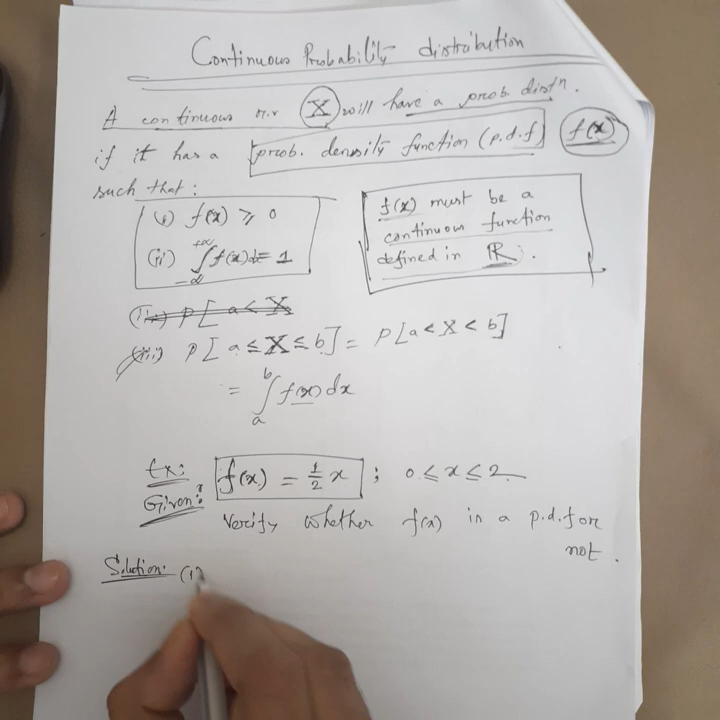 Continuous Probability distribution
A continuous r.v X will have a prob. distn.
if it has a prob. density function (p.d.f) f(x)
such that :
(i) f(x) ⩾ 0
(ii) ∫_{-∞}^{+∞} f(x)dx = 1
f(x) must be a
continuous function
defined in ℝ.
(iii) P[ a < X
(iii) P[ a ≤ X ≤ b] = P[a < X < b]
= ∫_a^b f(x) dx
Ex: f(x) = 1/2 x ; 0 ≤ x ≤ 2
Given:
Verify whether f(x) is a p.d.f or
not .
Solution: (i)